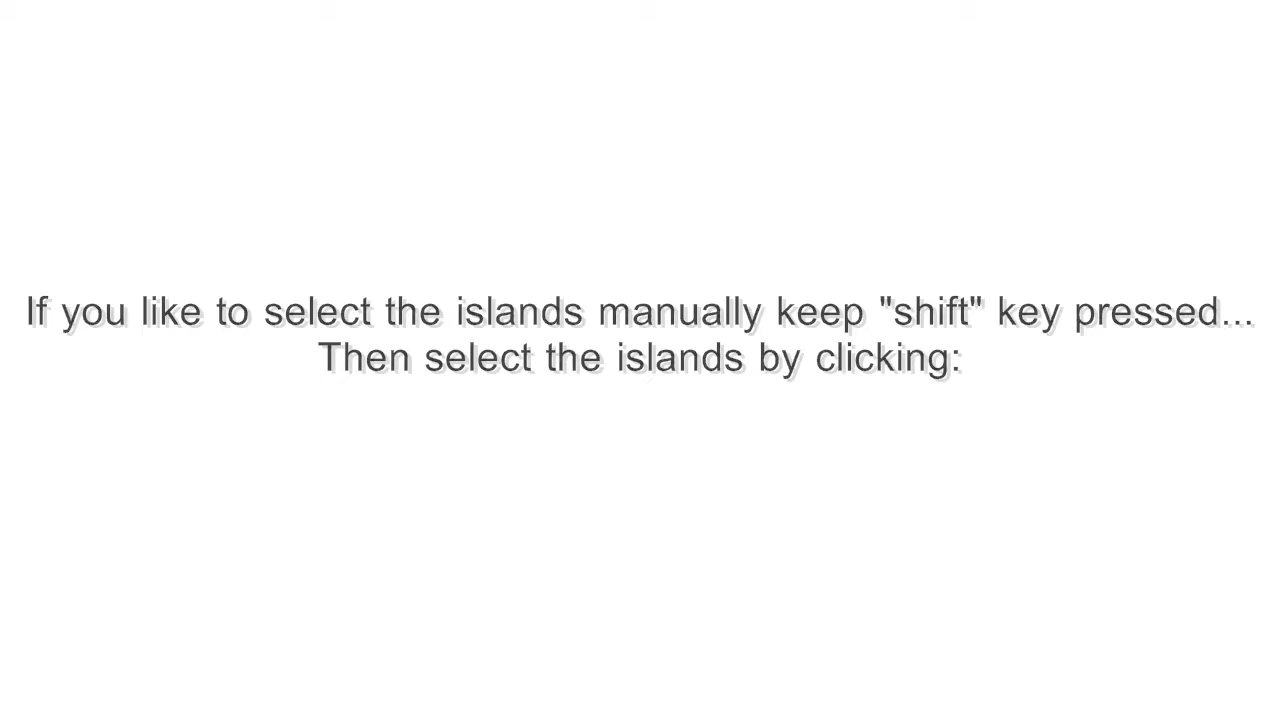 If you like to select the islands manually keep "shift" key pressed...
Then select the islands by clicking: